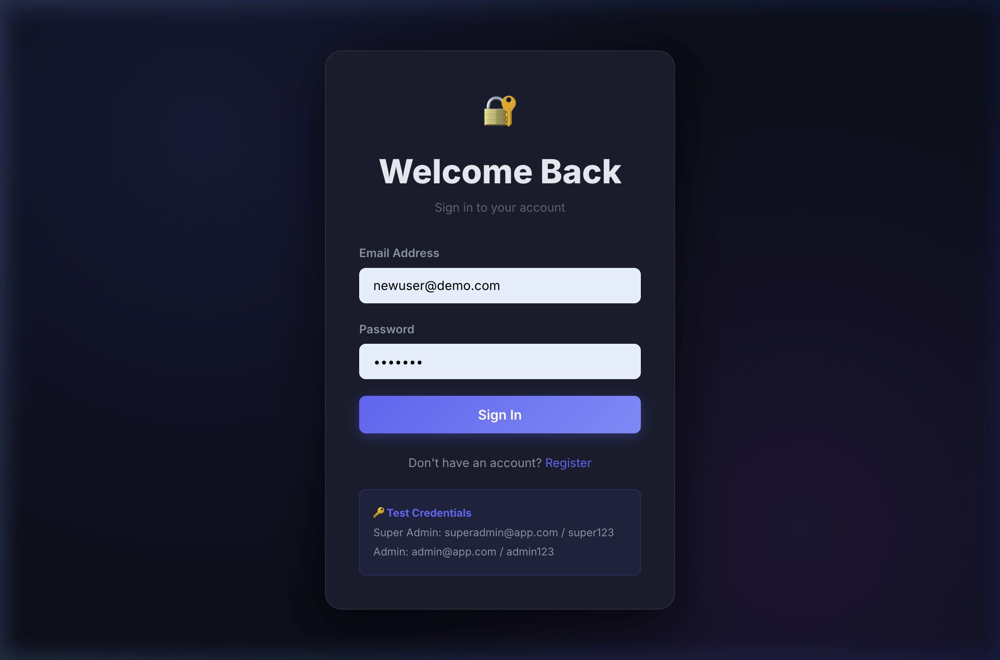 Welcome Back
Sign in to your account
Email Address
newuser@demo.com
Password
•••••••
Sign In
Don't have an account? Register
Test Credentials
Super Admin: superadmin@app.com / super123
Admin: admin@app.com / admin123